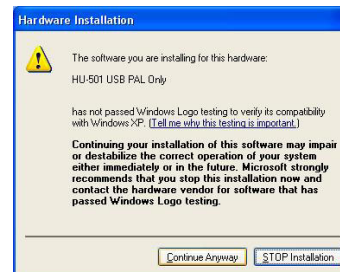 Hardware Installation
The software you are installing for this hardware:
HU-501 USB PAL Only
has not passed Windows Logo testing to verify its compatibility
with Windows XP. (Tell me why this testing is important.)
Continuing your installation of this software may impair
or destabilize the correct operation of your system
either immediately or in the future. Microsoft strongly
recommends that you stop this installation now and
contact the hardware vendor for software that has
passed Windows Logo testing.
Continue Anyway STOP Installation